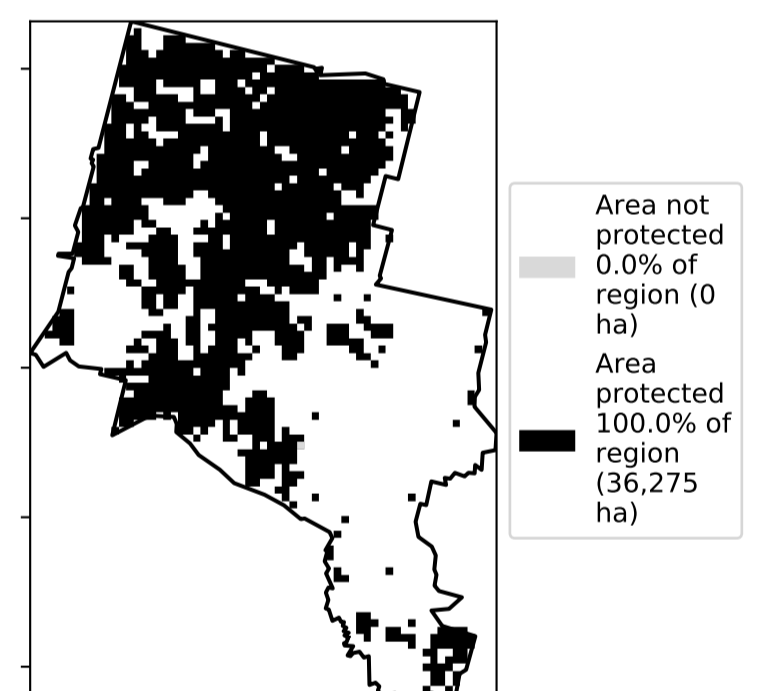 Area not
protected
0.0% of
region (0
ha)
Area
protected
100.0% of
region
(36,275
ha)